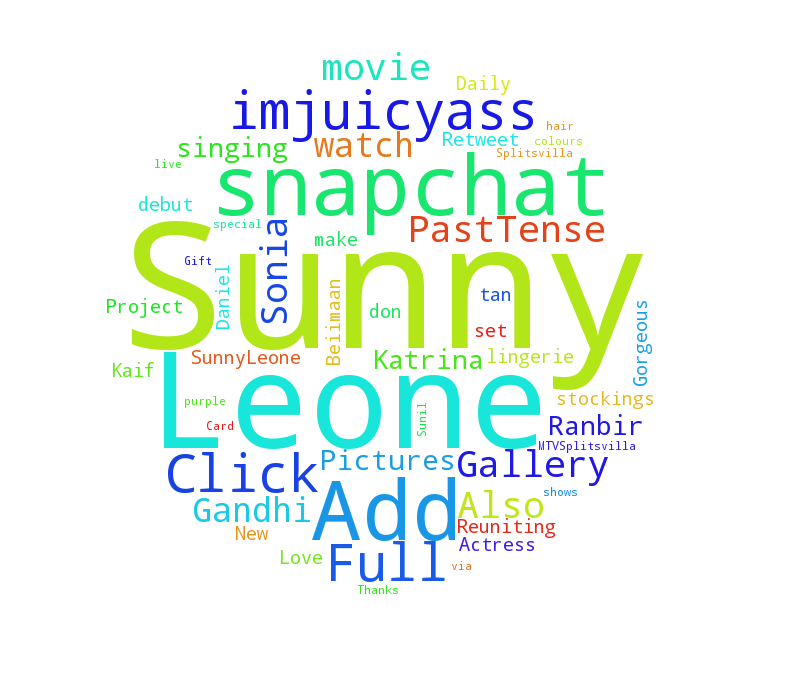 movie
Daily
imjuicyass
hair
singing
watch
Retweet
colours
Splitsvilla
live
snapchat
debut
special
PastTense
Sonia
make
Sunny
Gift
Daniel
Project
Beiimaan
don
tan
set
Gorgeous
SunnyLeone
Katrina
lingerie
Kaif
Leone
purple
Card
Sunil
stockings
Ranbir
MTVSplitsvilla
Click
Pictures
Gallery
shows
Gandhi
Add
Also
New
Reuniting
Actress
Love
Full
via
Thanks